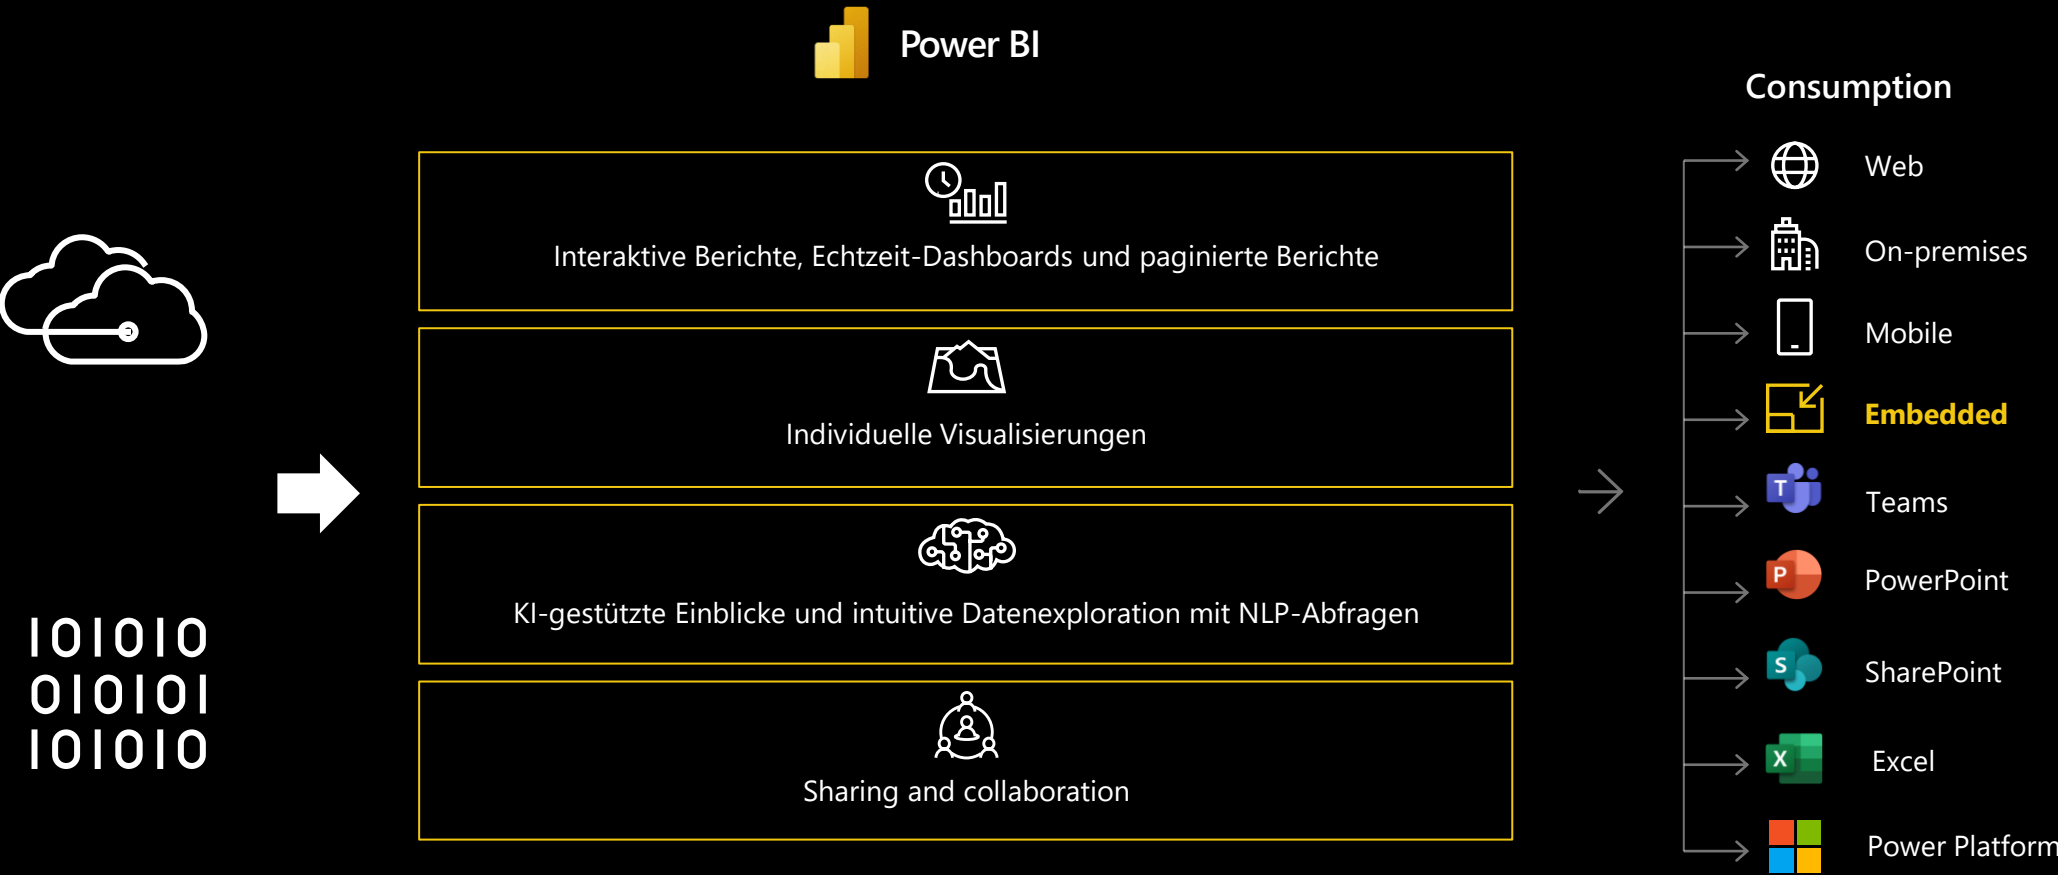 Power BI
Consumption
Interaktive Berichte, Echtzeit-Dashboards und paginierte Berichte
Individuelle Visualisierungen
KI-gestützte Einblicke und intuitive Datenexploration mit NLP-Abfragen
Sharing and collaboration
101010
010101
101010
Web
On-premises
Mobile
Embedded
T
Teams
P
PowerPoint
S
SharePoint
X
Excel
Power Platform